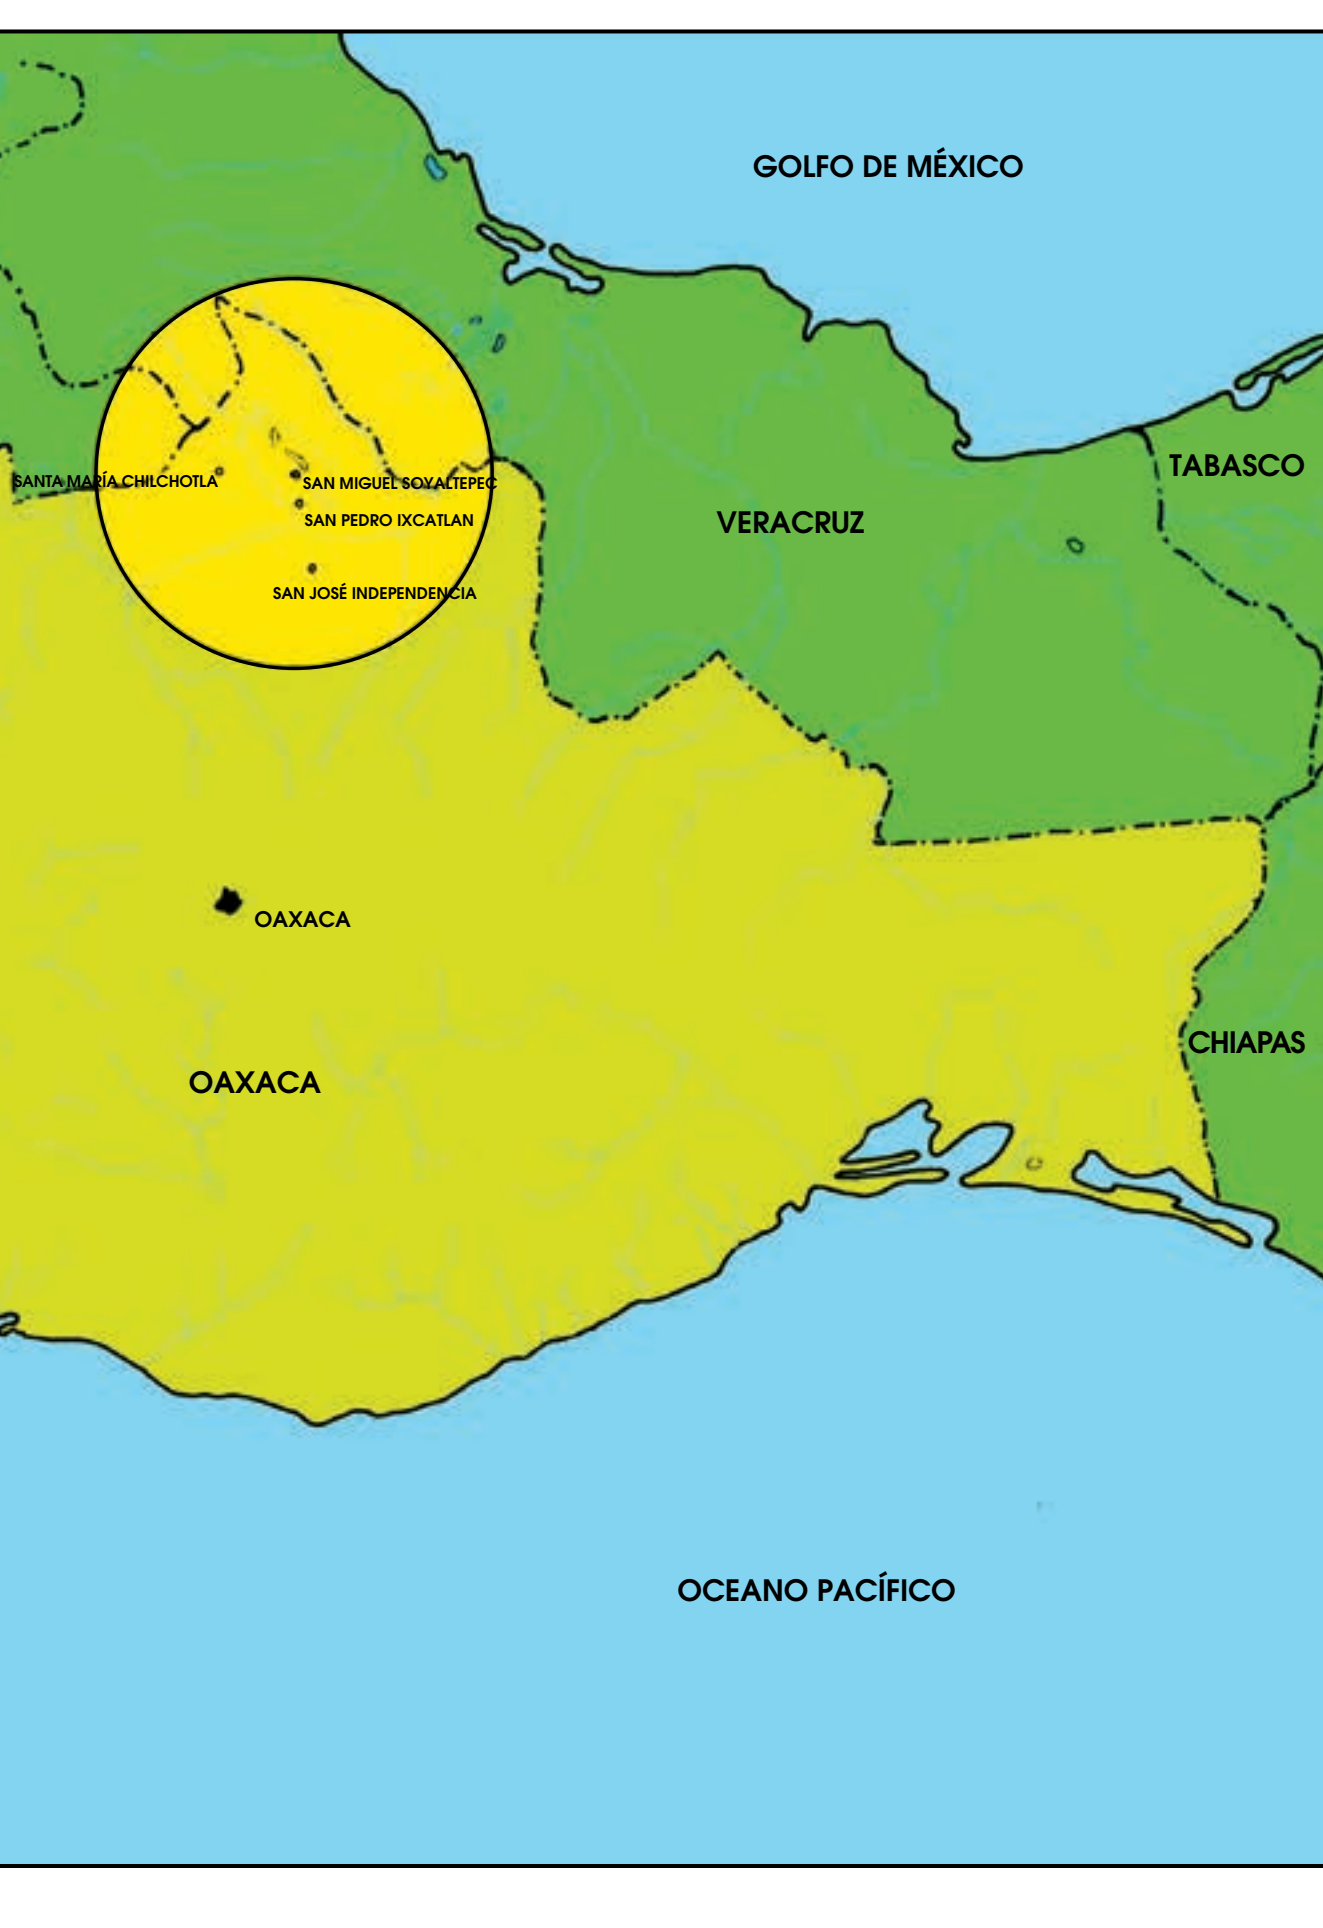 GOLFO DE MÉXICO
TABASCO
SANTA MARÍA CHILCHOTLA
SAN MIGUEL SOYALTEPEC
SAN PEDRO IXCATLAN
VERACRUZ
SAN JOSÉ INDEPENDENCIA
OAXACA
CHIAPAS
OAXACA
OCEANO PACÍFICO